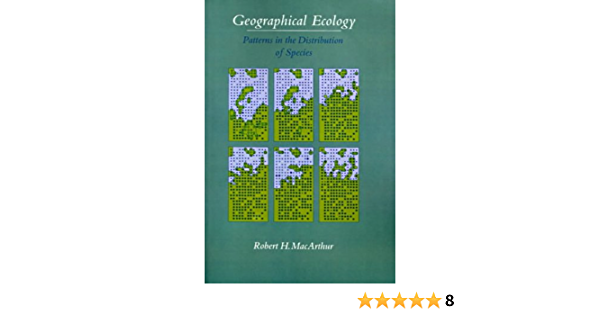 Geographical Ecology
Patterns in the Distribution
of Species
Robert H. MacArthur
8